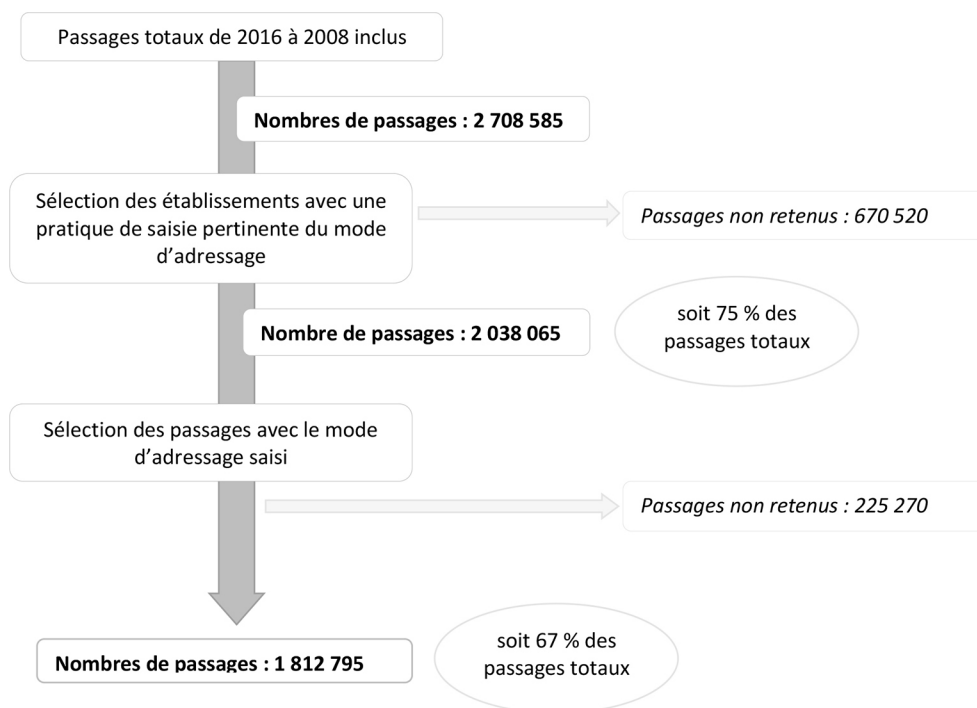 Passages totaux de 2016 à 2008 inclus
Nombres de passages : 2 708 585
Sélection des établissements avec une
pratique de saisie pertinente du mode
d’adressage
Passages non retenus : 670 520
Nombre de passages : 2 038 065
soit 75 % des
passages totaux
Sélection des passages avec le mode
d’adressage saisi
Passages non retenus : 225 270
Nombres de passages : 1 812 795
soit 67 % des
passages totaux